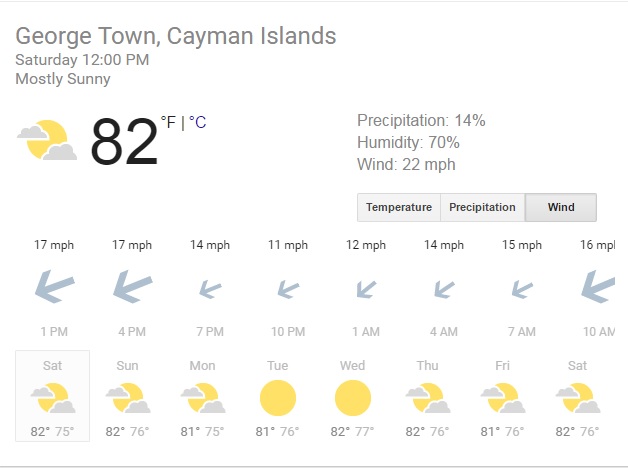 George Town, Cayman Islands
Saturday 12:00 PM
Mostly Sunny
82 °F | °C
Precipitation: 14%
Humidity: 70%
Wind: 22 mph
Temperature Precipitation Wind
17 mph 17 mph 14 mph 11 mph 12 mph 14 mph 15 mph 16 mpl
1 PM 4 PM 7 PM 10 PM 1 AM 4 AM 7 AM 10 AM
Sat Sun Mon Tue Wed Thu Fri Sat
82° 75° 82° 76° 81° 75° 81° 76° 82° 77° 82° 76° 81° 76° 82° 76°